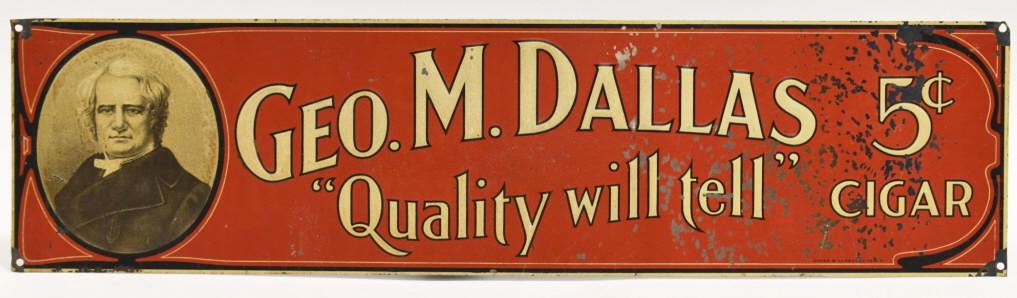 GEO. M. DALLAS
5¢
"Quality will tell"
CIGAR